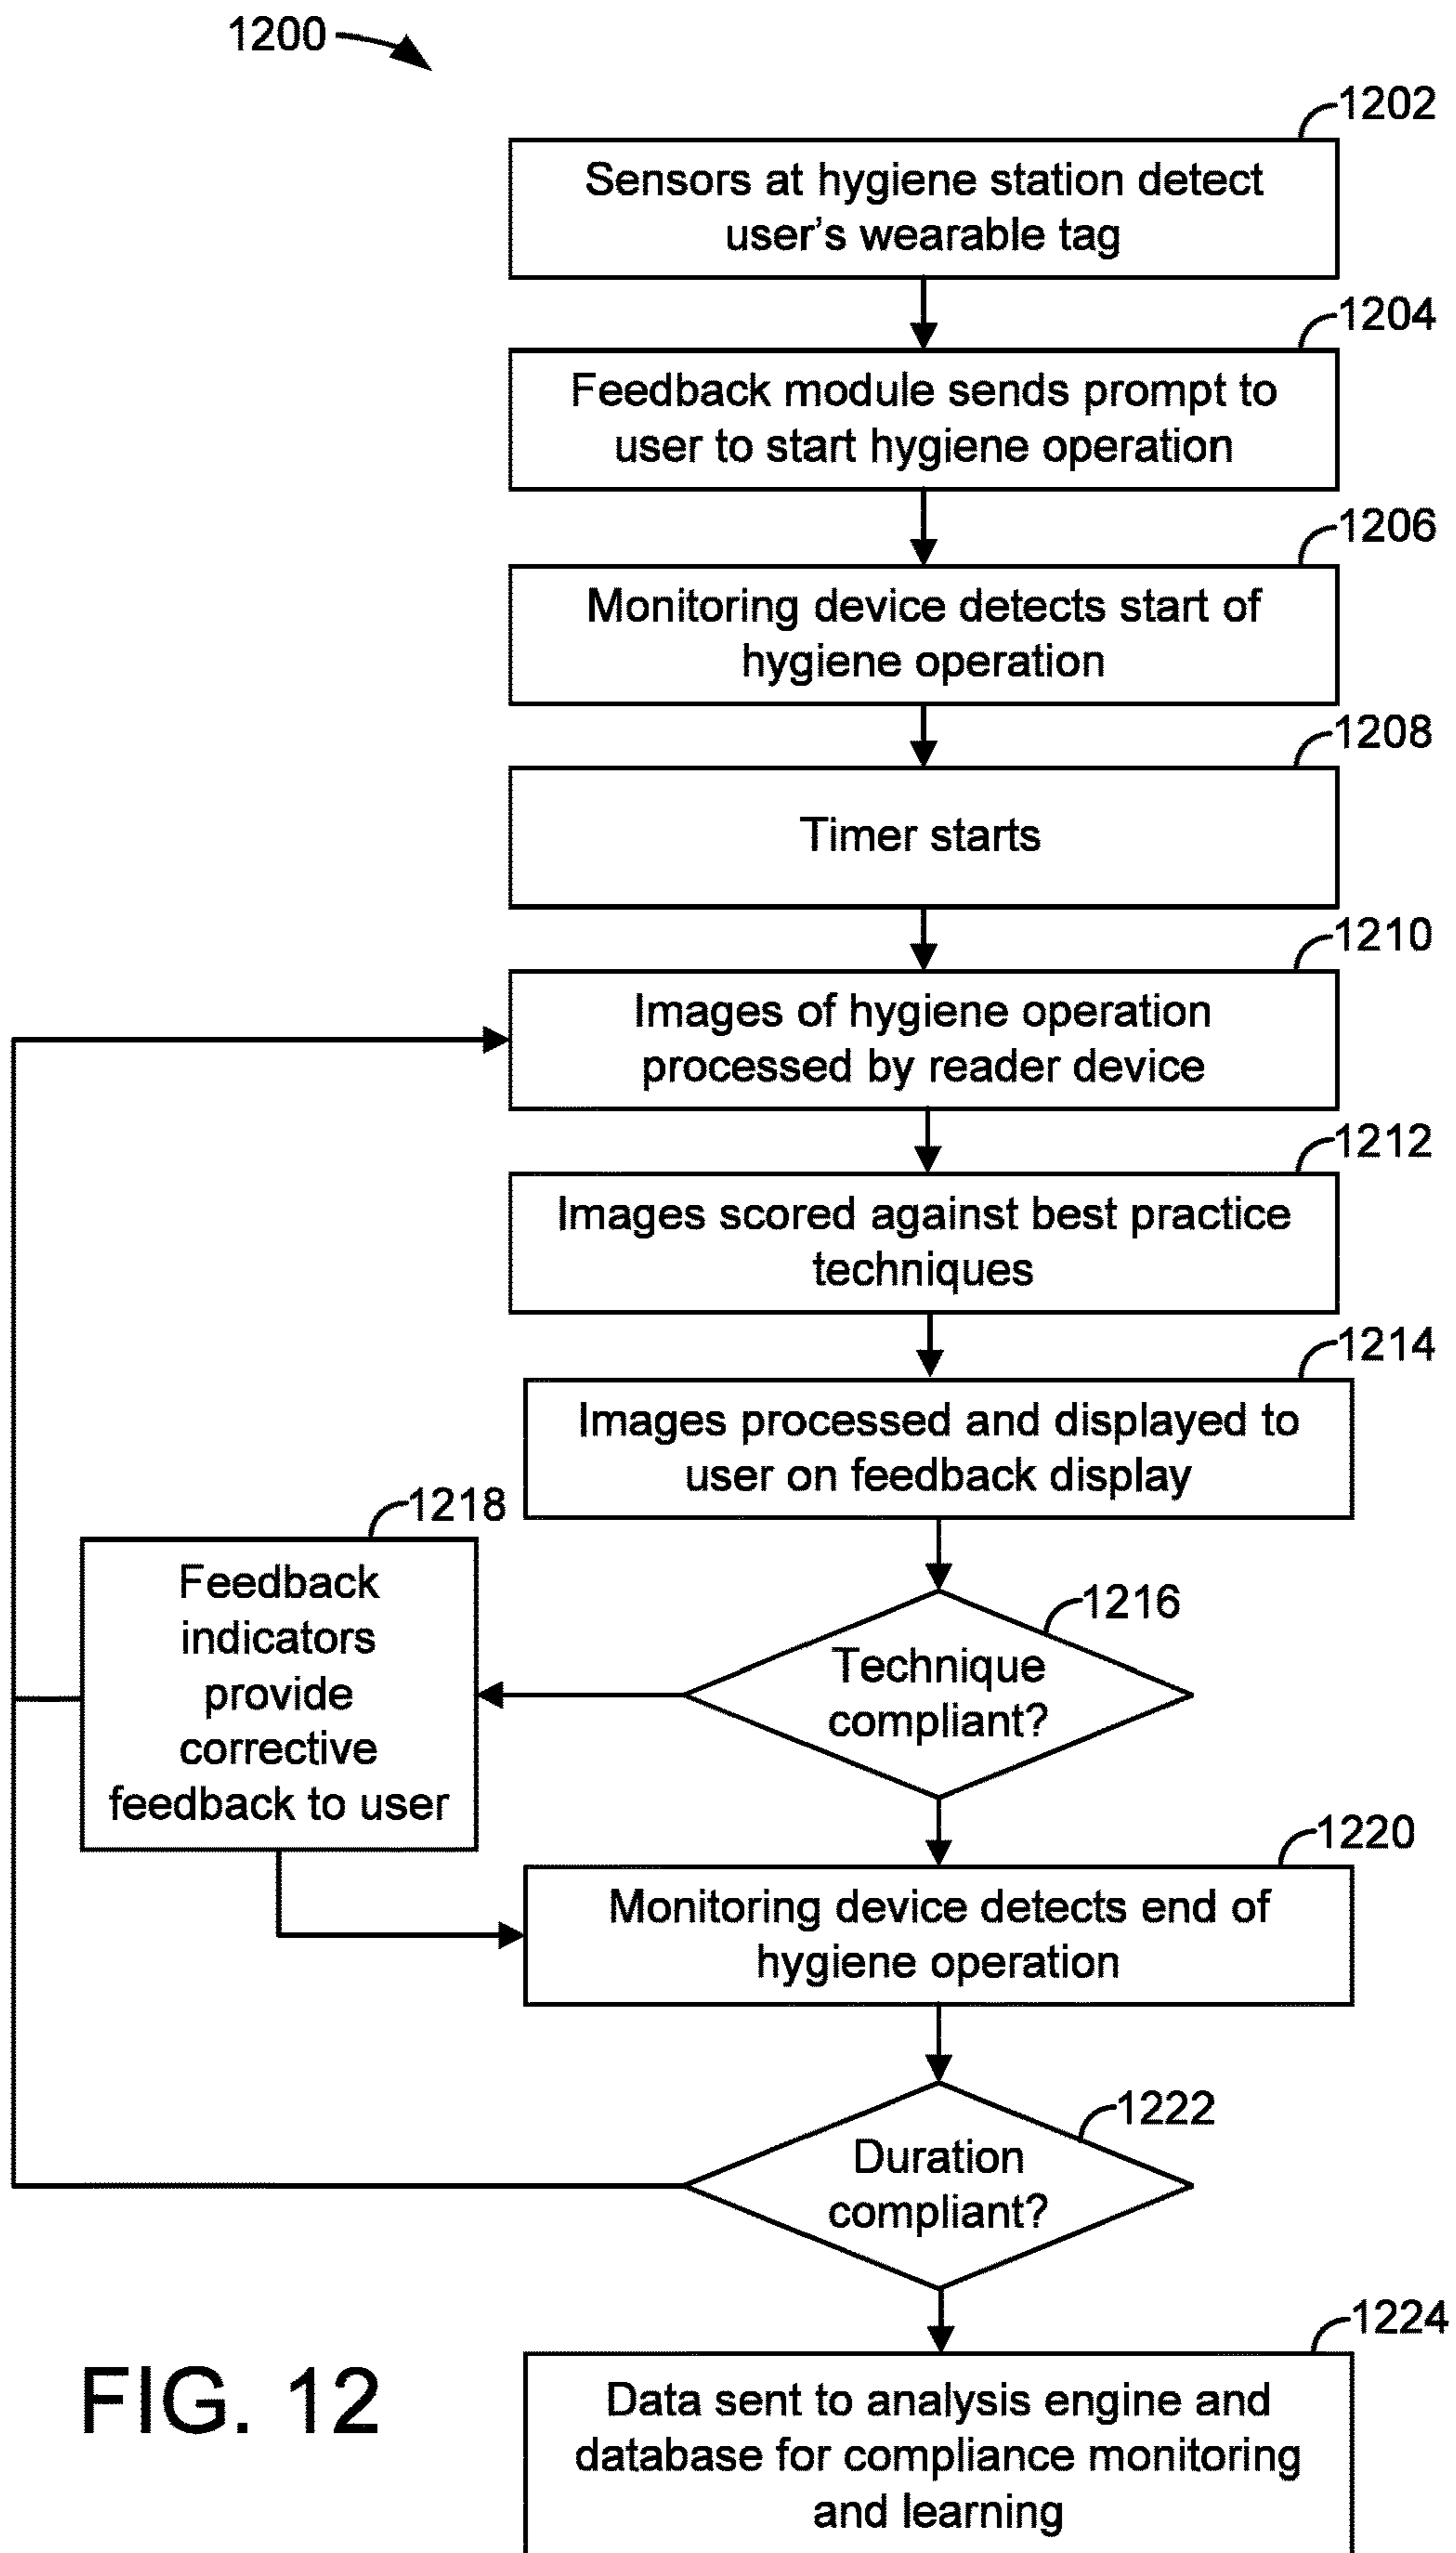 1200
1202
Sensors at hygiene station detect
user's wearable tag
1204
Feedback module sends prompt to
user to start hygiene operation
1206
Monitoring device detects start of
hygiene operation
1208
Timer starts
1210
Images of hygiene operation
processed by reader device
1212
Images scored against best practice
techniques
1214
Images processed and displayed to
user on feedback display
1218
Feedback
indicators
provide
corrective
feedback to user
1216
Technique
compliant?
1220
Monitoring device detects end of
hygiene operation
1222
Duration
compliant?
1224
Data sent to analysis engine and
database for compliance monitoring
and learning
FIG. 12